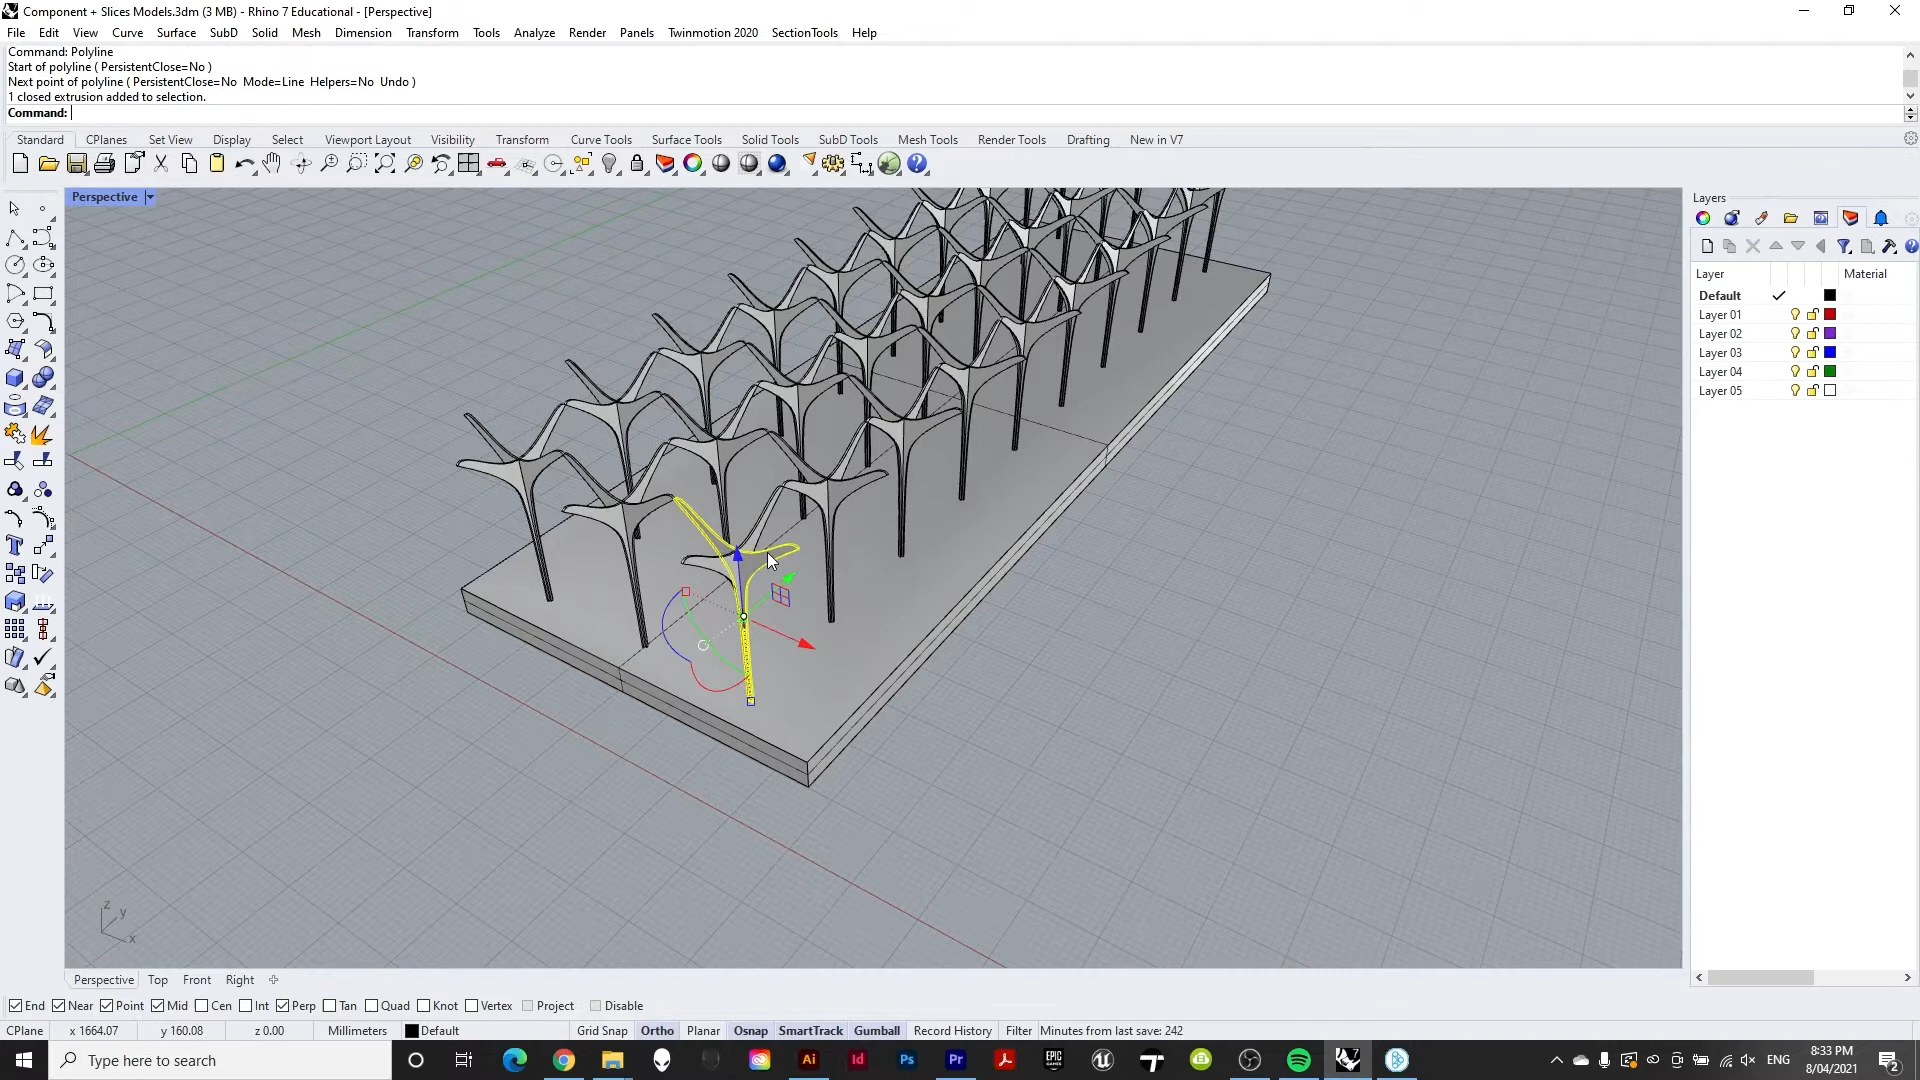 Component + Slices Models.3dm (3 MB) - Rhino 7 Educational - [Perspective]
File Edit View Curve Surface SubD Solid Mesh Dimension Transform Tools Analyze Render Panels Twinmotion 2020 SectionTools Help
Command: Polyline
Start of polyline ( PersistentClose=No )
Next point of polyline ( PersistentClose=No Mode=Line Helpers=No Undo )
1 closed extrusion added to selection.
Command:
Standard CPlanes Set View Display Select Viewport Layout Visibility Transform Curve Tools Surface Tools Solid Tools SubD Tools Mesh Tools Render Tools Drafting New in V7
Perspective
Layers
Layer Material
Default
Layer 01
Layer 02
Layer 03
Layer 04
Layer 05
z
y
x
Perspective Top Front Right
End Near Point Mid Cen Int Perp Tan Quad Knot Vertex Project Disable
CPlane x 1664.07 y 160.08 z 0.00 Millimeters Default Grid Snap Ortho Planar Osnap SmartTrack Gumball Record History Filter Minutes from last save: 242
Type here to search
Ai Id Ps Pr EPIC GAMES
ENG
8:33 PM
8/04/2021
2